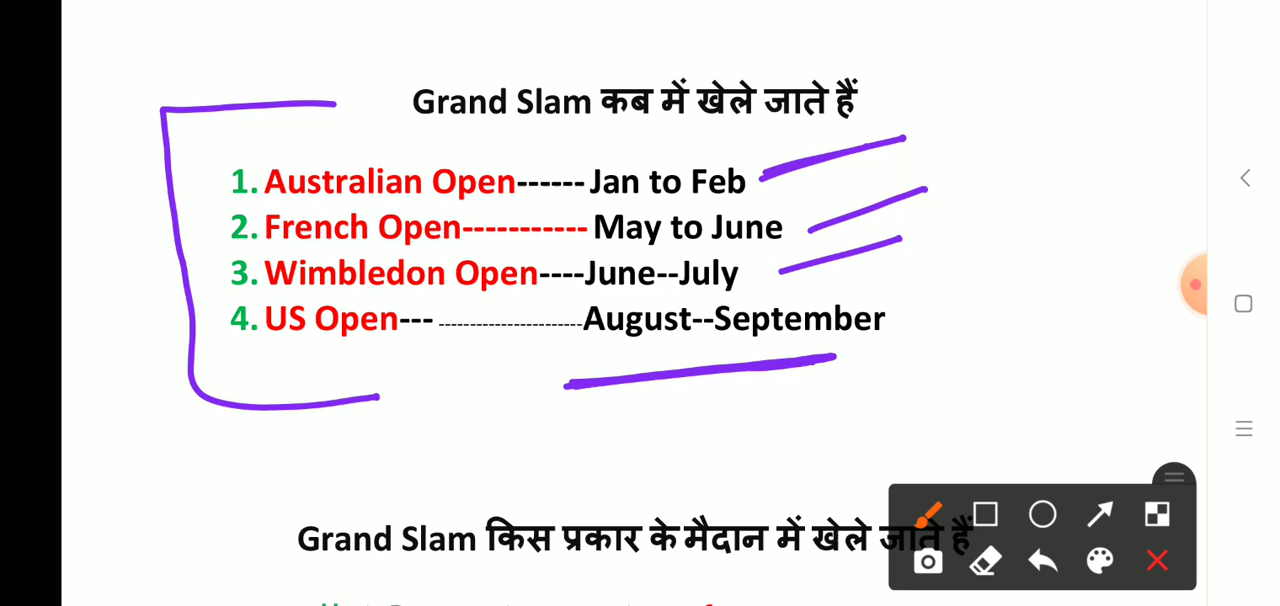 Grand Slam कब में खेले जाते हैं
1. Australian Open------ Jan to Feb
2. French Open----------- May to June
3. Wimbledon Open----June--July
4. US Open--- -----------------------August--September
Grand Slam किस प्रकार के मैदान में खेले जाते हैं